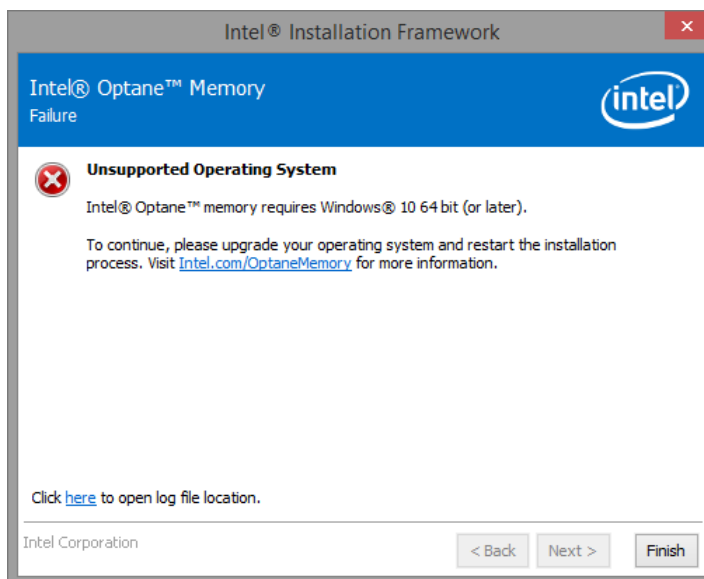 Intel® Installation Framework
Intel® Optane™ Memory
Failure
intel
Unsupported Operating System
Intel® Optane™ memory requires Windows® 10 64 bit (or later).
To continue, please upgrade your operating system and restart the installation
process. Visit Intel.com/OptaneMemory for more information.
Click here to open log file location.
Intel Corporation
< Back Next > Finish